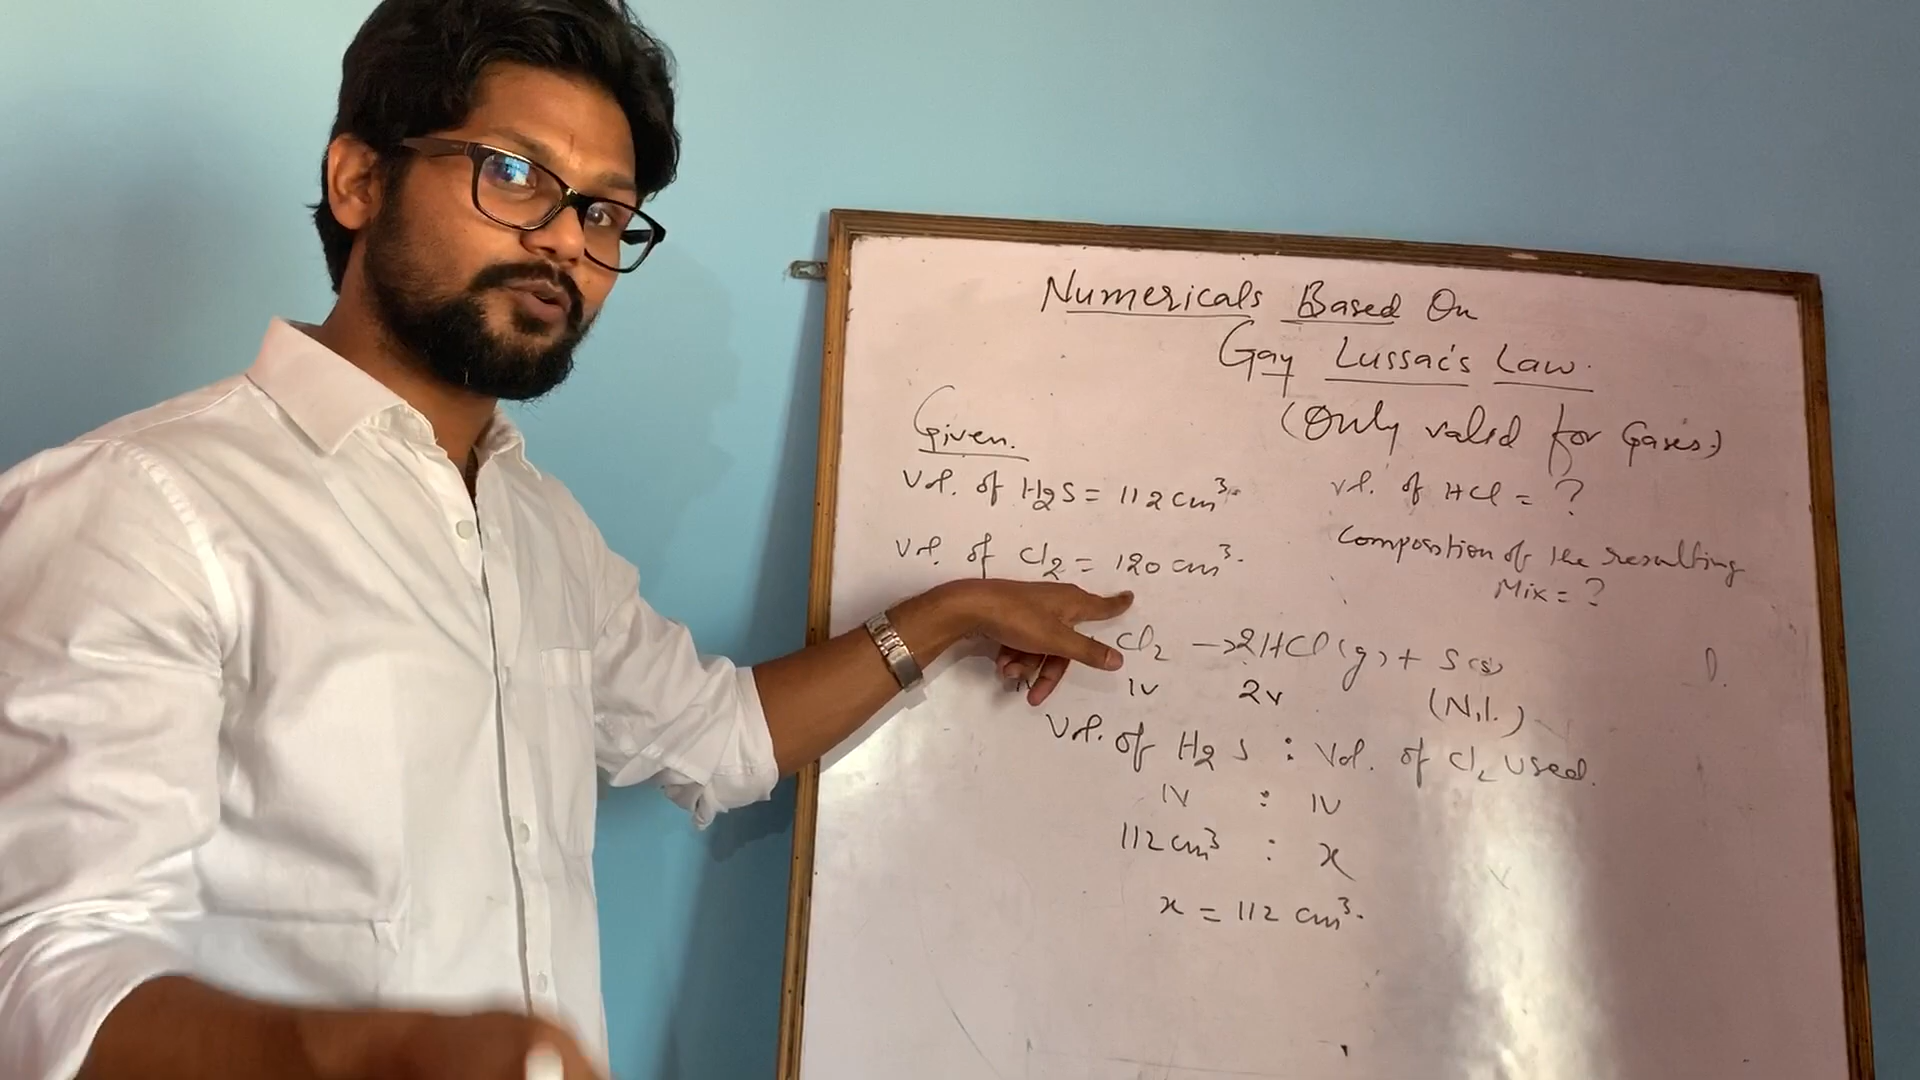 Numericals Based On
Gay Lussac's Law.
(Only valid for Gases.)
Given.
Vol. of H2S = 112 cm³.
Vol. of Cl2 = 120 cm³.
vol. of HCl = ?
Composition of the resulting
Mix = ?
Cl2 → 2HCl(g) + S(s)
1V 1V 2V (Nil.)
Vol. of H2S : Vol. of Cl2 used.
1V : 1V
112 cm³ : x
x = 112 cm³.